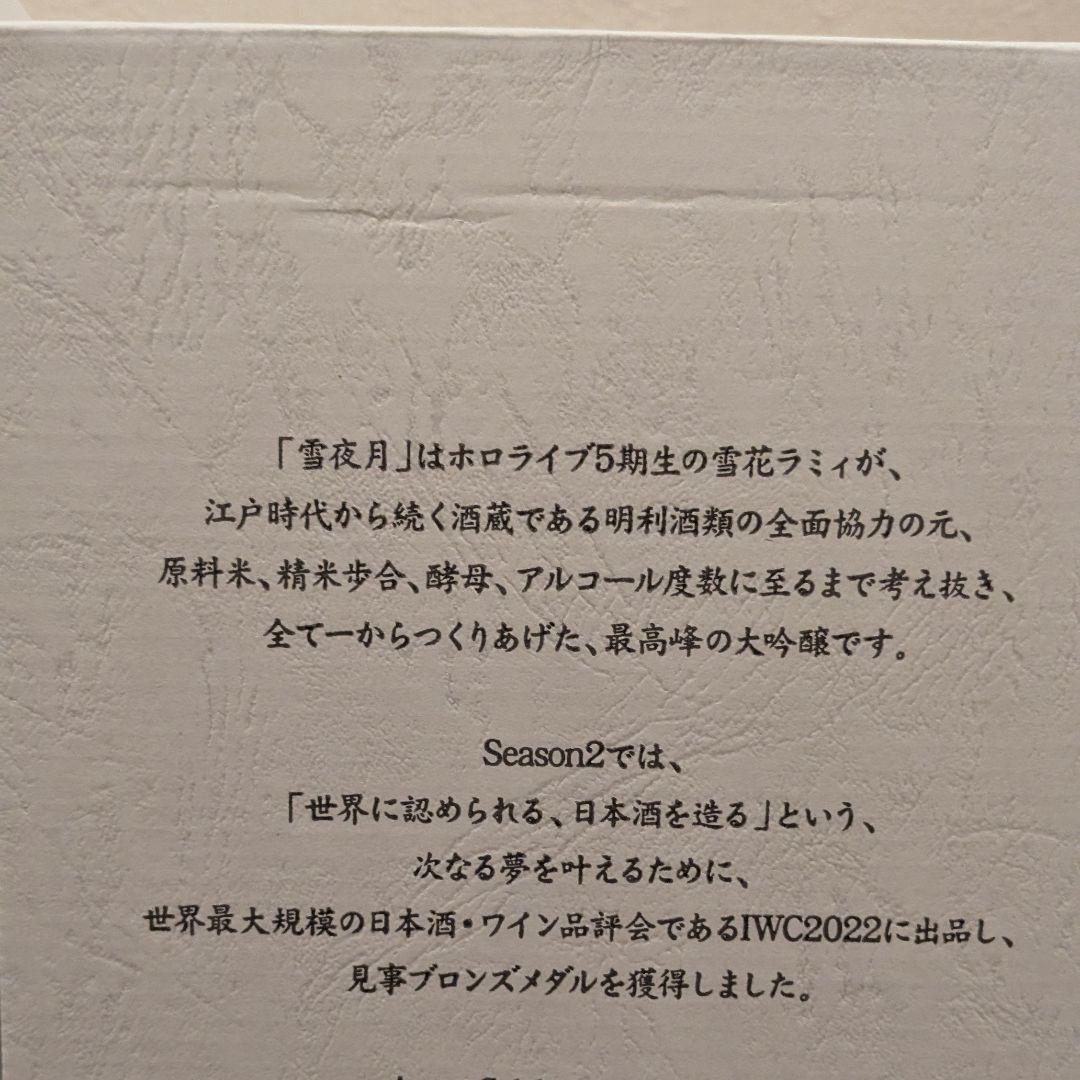 「雪夜月」はホロライブ5期生の雪花ラミィが、
江戸時代から続く酒蔵である明利酒類の全面協力の元、
原料米、精米歩合、酵母、アルコール度数に至るまで考え抜き、
全て一からつくりあげた、最高峰の大吟醸です。
Season2では、
「世界に認められる、日本酒を造る」という、
次なる夢を叶えるために、
世界最大規模の日本酒・ワイン品評会であるIWC2022に出品し、
見事ブロンズメダルを獲得しました。